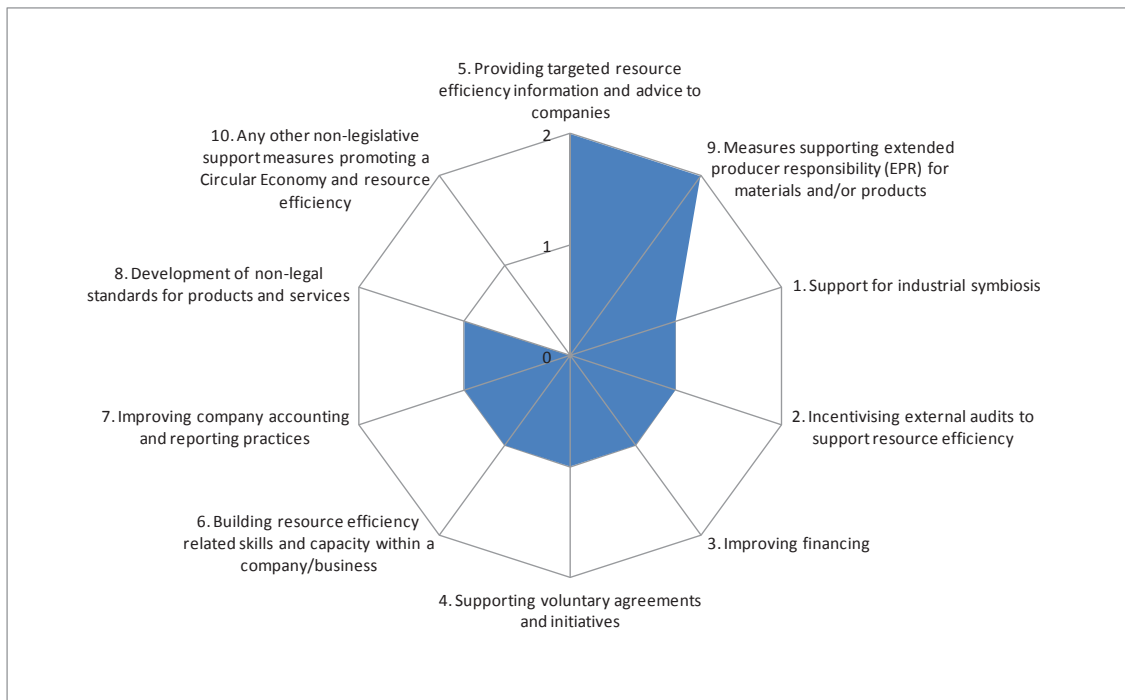 5. Providing targeted resource
efficiency information and advice to
companies
10. Any other non-legislative
support measures promoting a
Circular Economy and resource
efficiency
2
9. Measures supporting extended
producer responsibility (EPR) for
materials and/or products
1
8. Development of non-legal
standards for products and services
1. Support for industrial symbiosis
0
7. Improving company accounting
and reporting practices
2. Incentivising external audits to
support resource efficiency
6. Building resource efficiency
related skills and capacity within a
company/business
3. Improving financing
4. Supporting voluntary agreements
and initiatives